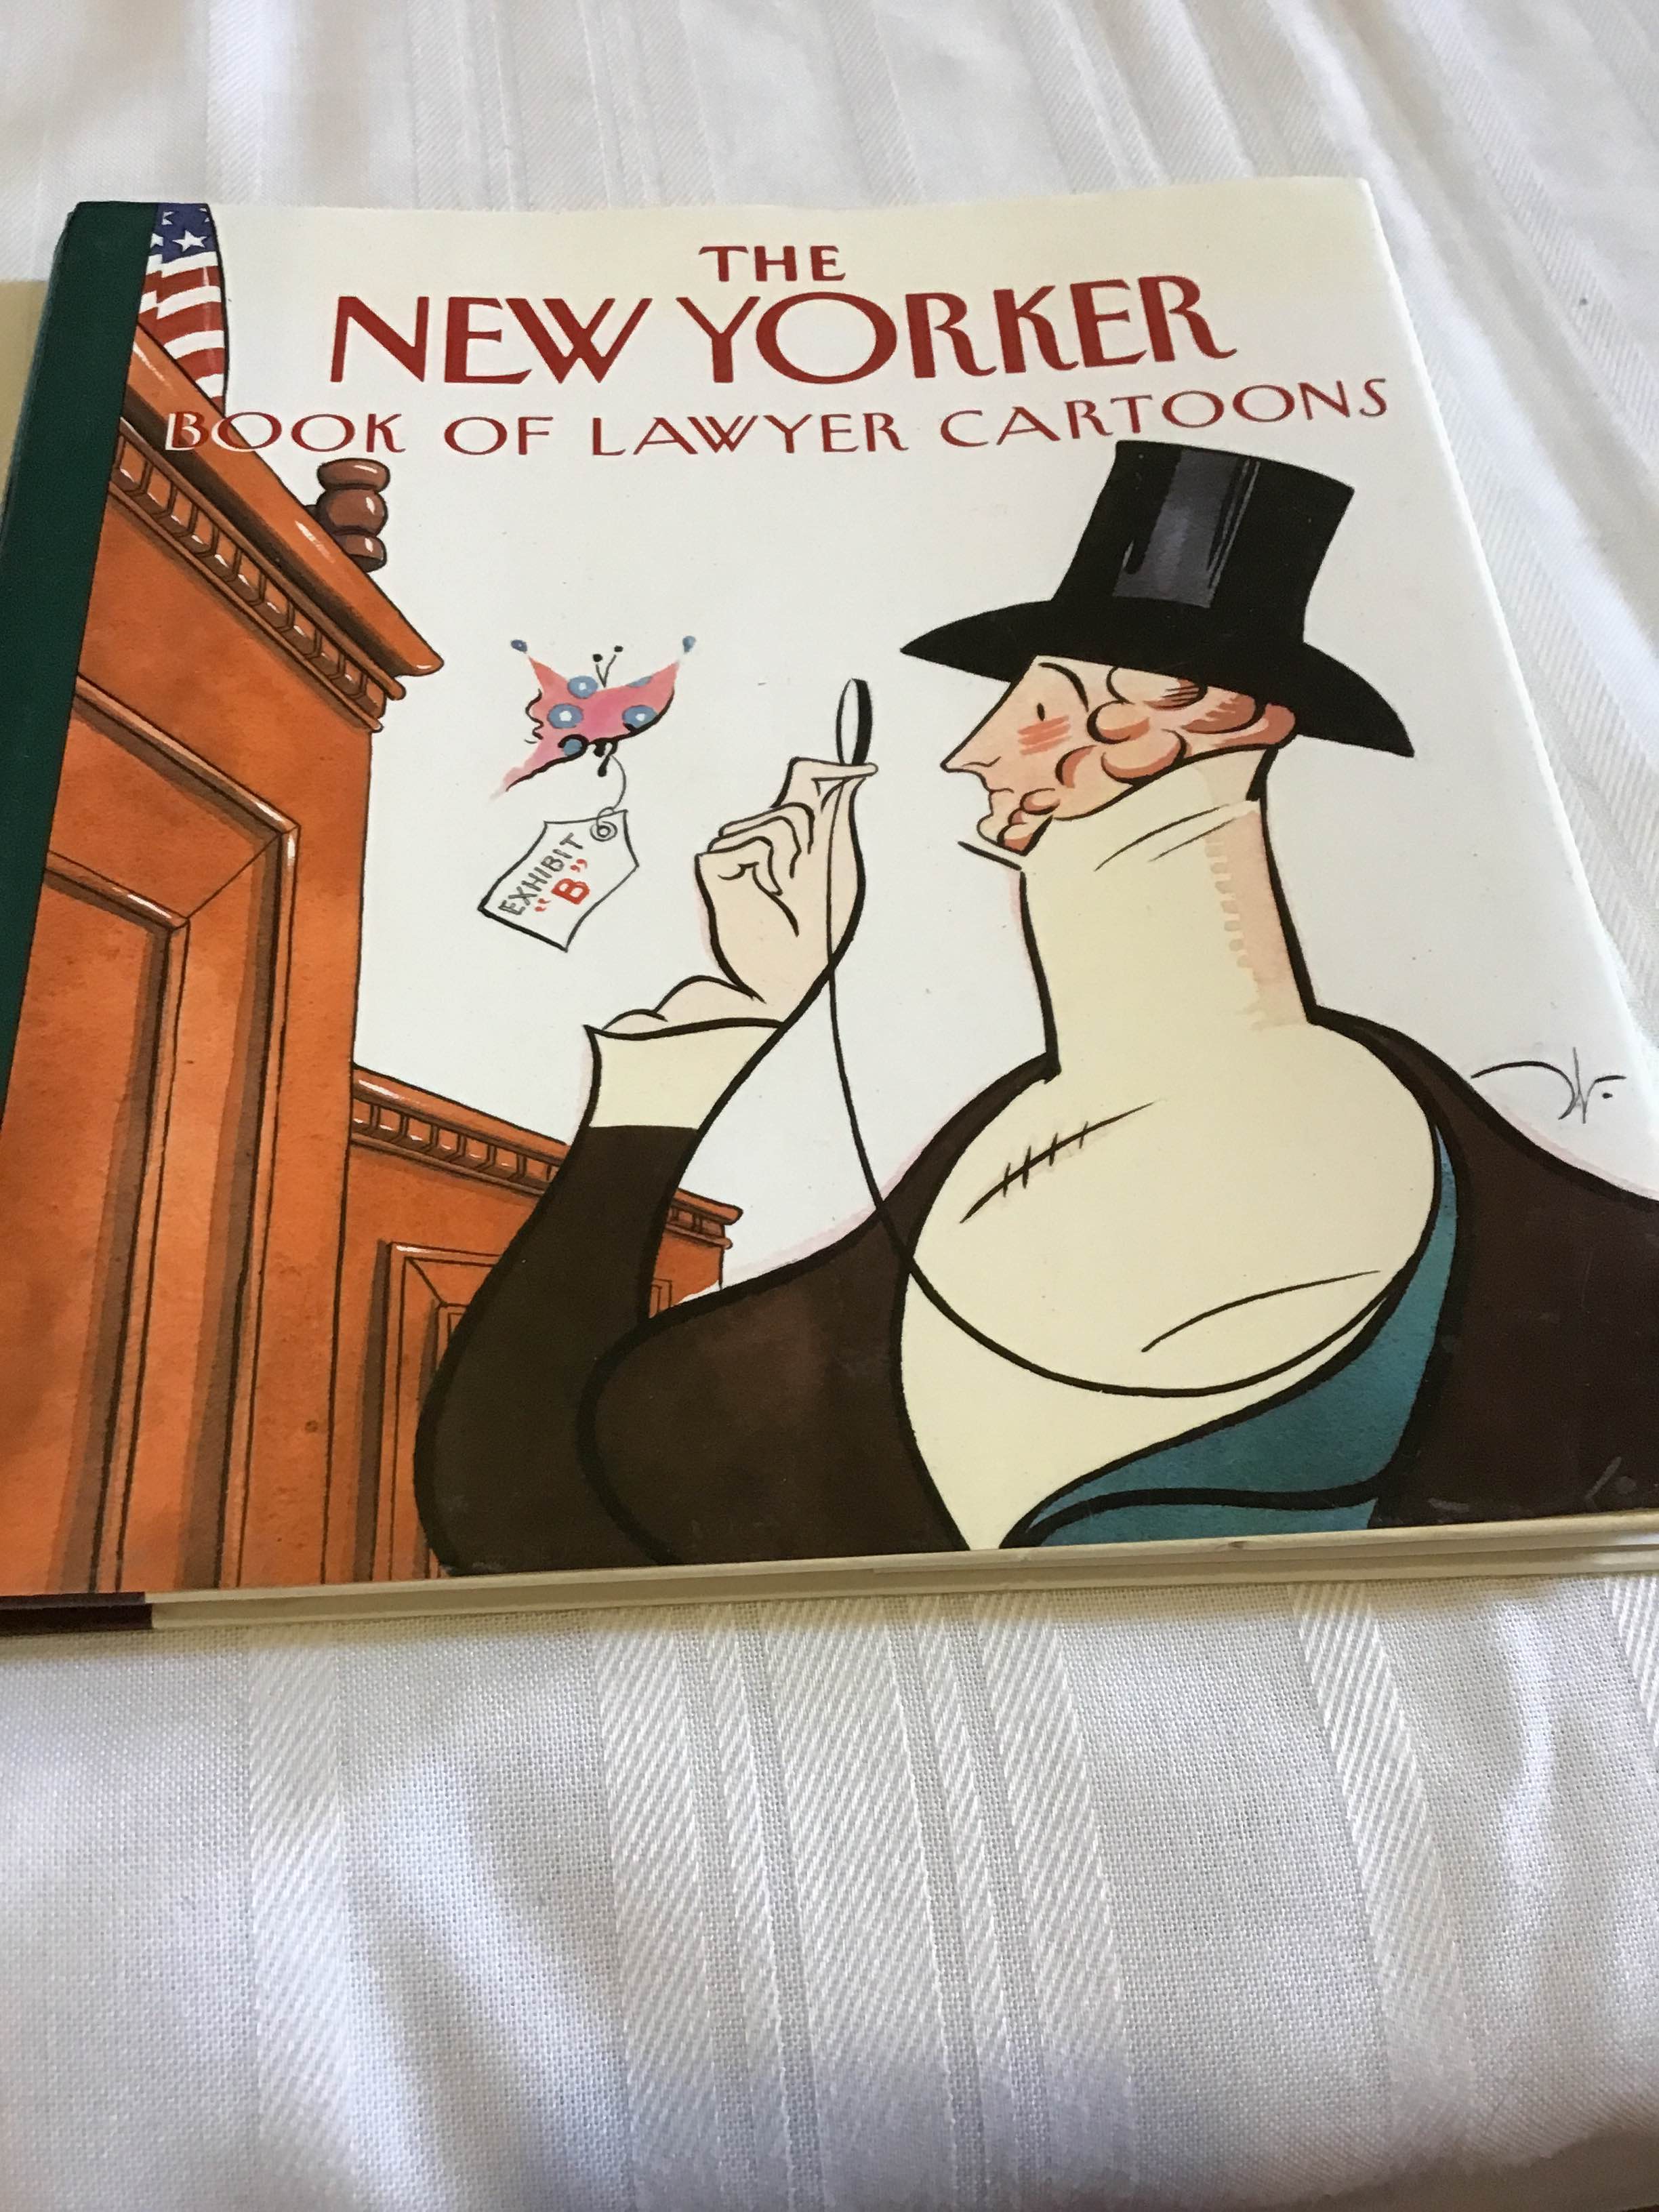 THE
NEW YORKER
BOOK OF LAWYER CARTOONS
EXHIBIT
"B"